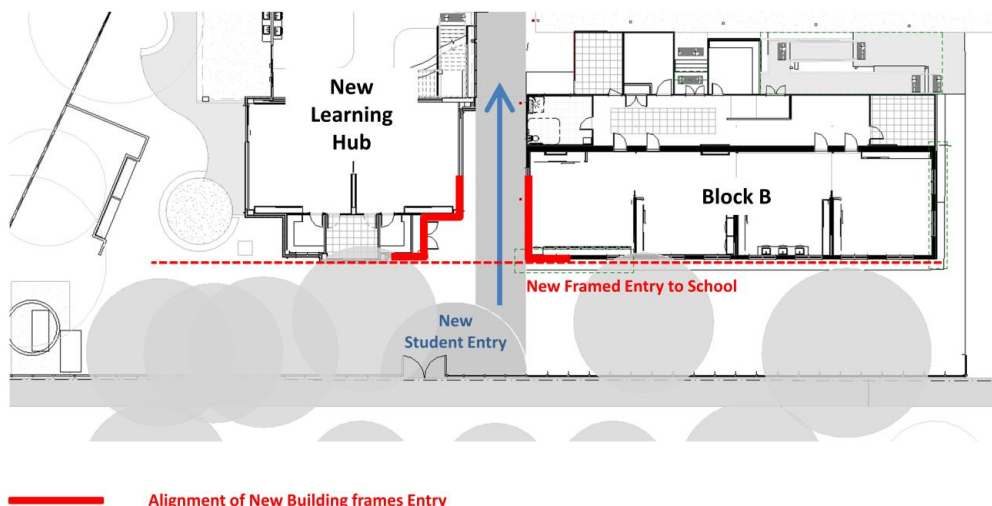 New
Learning
Hub
Block B
New Framed Entry to School
New
Student Entry
Alignment of New Building frames Entry